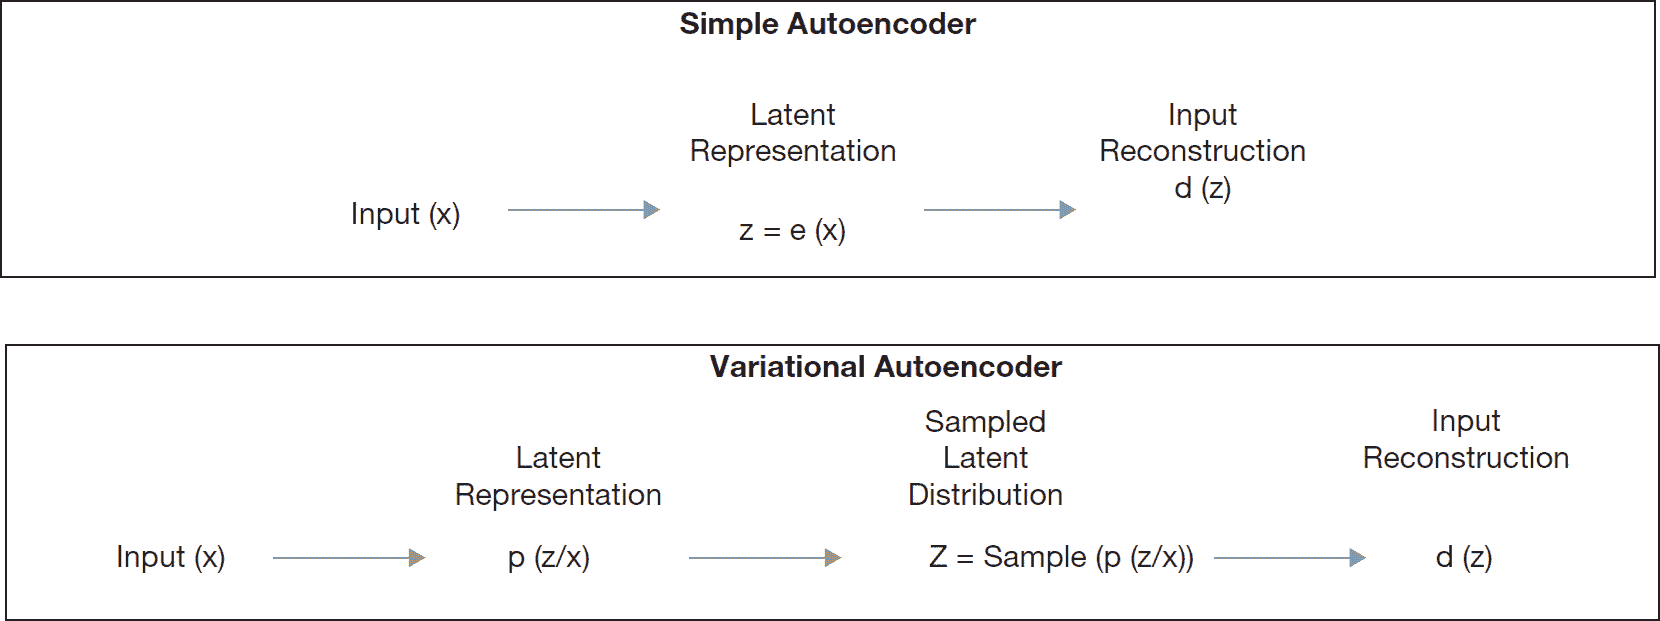 Simple Autoencoder
Latent
Representation
Input
Reconstruction
d (z)
Input (x)
z = e (x)
Variational Autoencoder
Sampled
Latent
Distribution
Input
Reconstruction
Latent
Representation
Input (x)
p (z/x)
Z = Sample (p (z/x))
d (z)